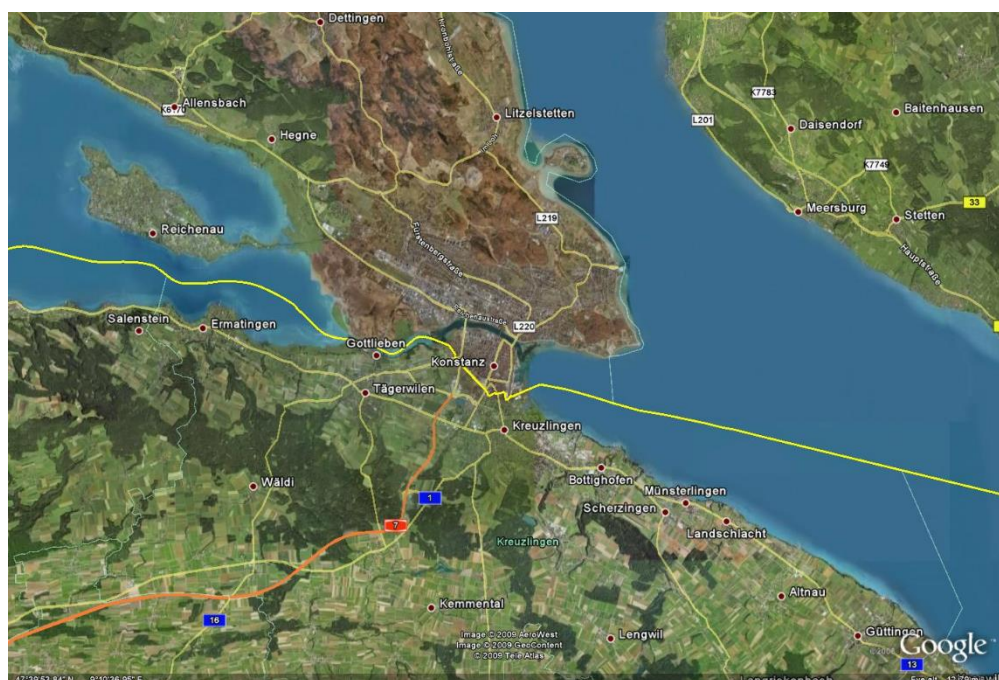 Dettingen
K6170
Allensbach
Hegne
Litzelstetten
L219
Reichenau
Fürstenbergstraße
L220
Konstanz
Salenstein
Ermatingen
Gottlieben
Tägerwilen
Kreuzlingen
L201
K7783
Daisendorf
Baitenhausen
K7749
Meersburg
Stetten
33
Hauptstraße
Wäldi
1
7
16
Kreuzlingen
Bottighofen
Münsterlingen
Scherzingen
Landschlacht
Altnau
Kemmental
Lengwil
Güttingen
13
Image © 2009 AeroWest
Image © 2009 GeoContent
© 2009 Tele Atlas
Google